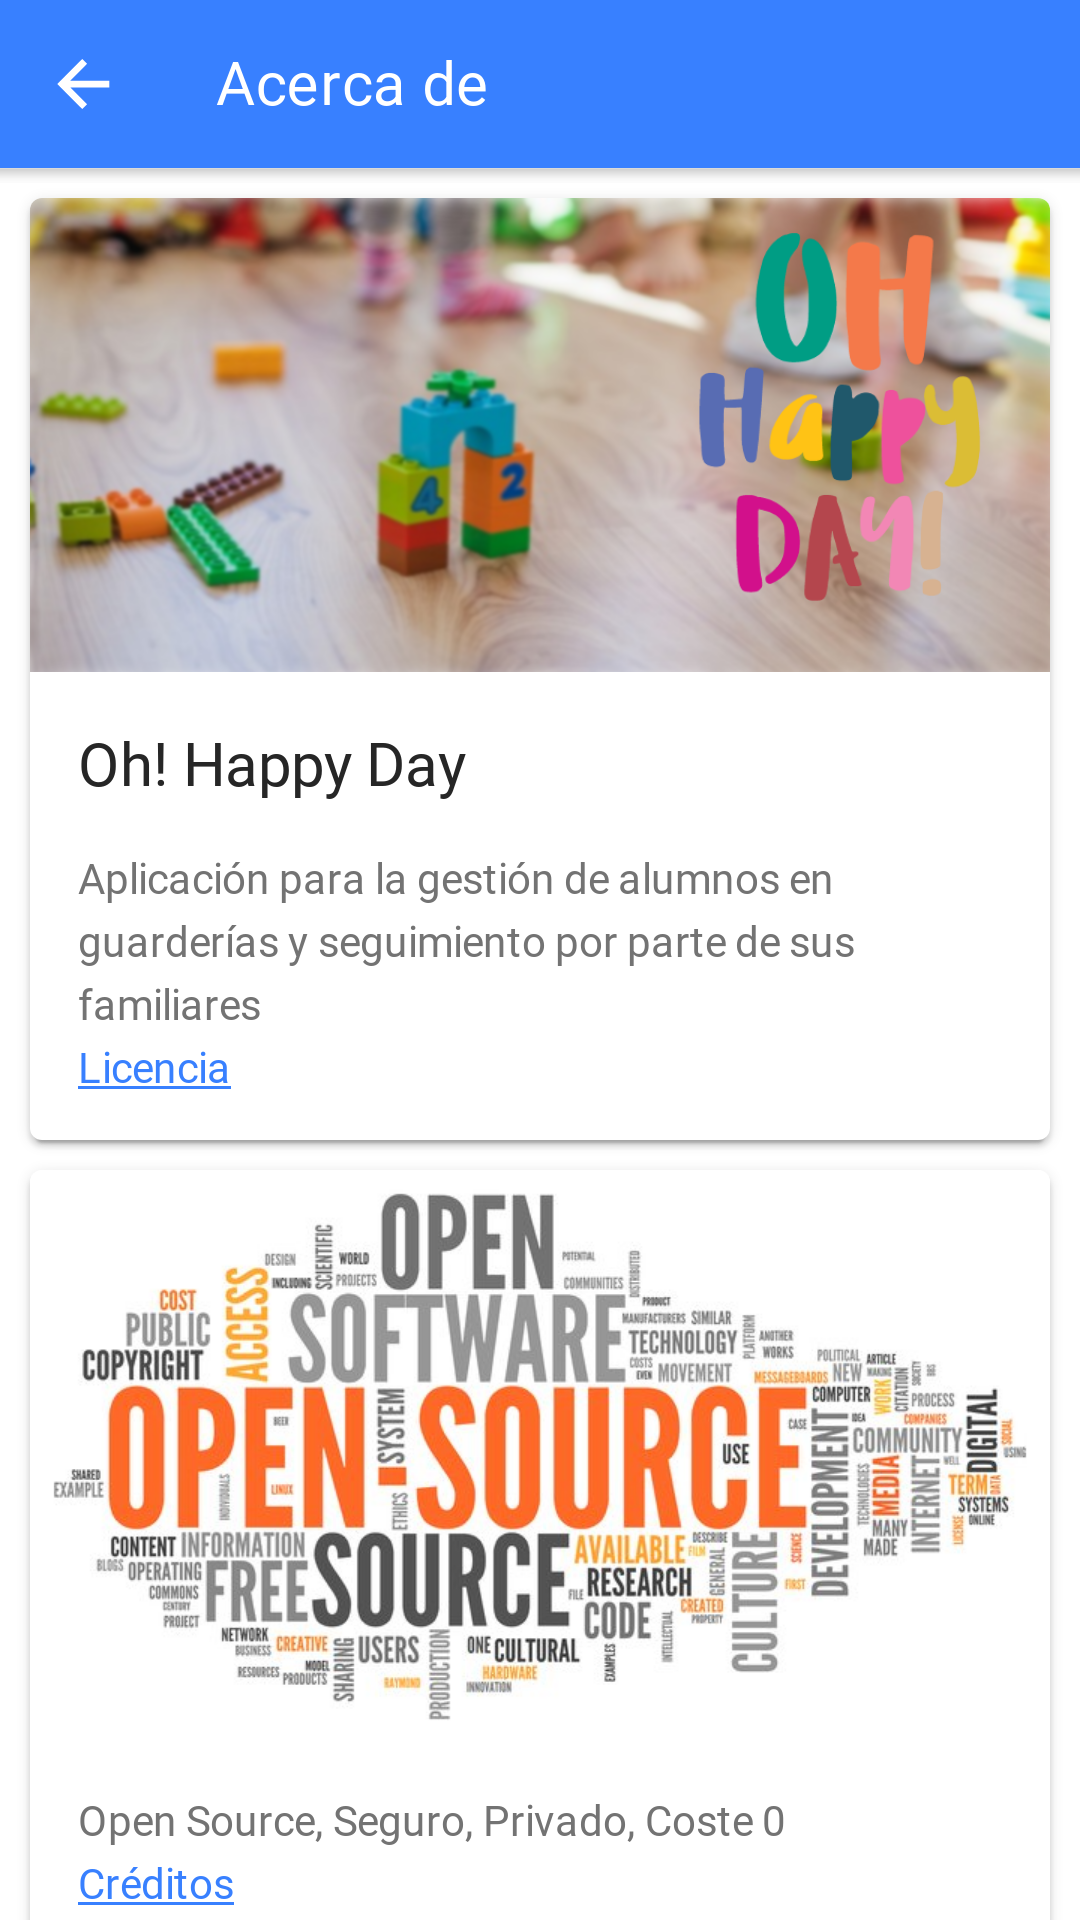 Acerca de
OH
Happy
DAY!
4 2
Oh! Happy Day
Aplicación para la gestión de alumnos en
guarderías y seguimiento por parte de sus
familiares
Licencia
OPEN
DESIGN SCIENTIFIC WORLD POTENTIAL
INCLUDING PROJECTS COMMUNITIES DISTRIBUTED
COST ACCESS SOFTWARE PRODUCT
PUBLIC MANUFACTURERS SIMILAR PLATFORM
COPYRIGHT TECHNOLOGY ANOTHER
COSTS WORKS
EVEN MOVEMENT POLITICAL ARTICLE
MESSAGEBOARDS NEW MAKING CITATION SOCIETY
OPEN-SOURCE SYSTEM COMPUTER WORK PROCESS
BEER CASE IDEA COMPANIES DIGITAL SOCIAL
USE DEVELOPMENT COMMUNITY USING
SHARED WELL
EXAMPLE INDIVIDUALS LINUX ETHICS TECHNOLOGIES MEDIA INTERNET TERM DATA
SYSTEMS
LICENSE ONLINE
MANY
MADE
CONTENT INFORMATION SOURCE AVAILABLE DESCRIBE CULTURE SCIENCE
BLOGS OPERATING FREE FILM GENERAL
COMMONS FILE RESEARCH FIRST
CENTURY CODE CREATED
PROJECT PROPERTY
NETWORK CREATIVE SHARING USERS PRODUCTION ONE CULTURAL EXAMPLES INTELLECTUAL
BUSINESS
RESOURCES MODEL HARDWARE
PRODUCTS RAYMOND INNOVATION
Open Source, Seguro, Privado, Coste 0
Créditos